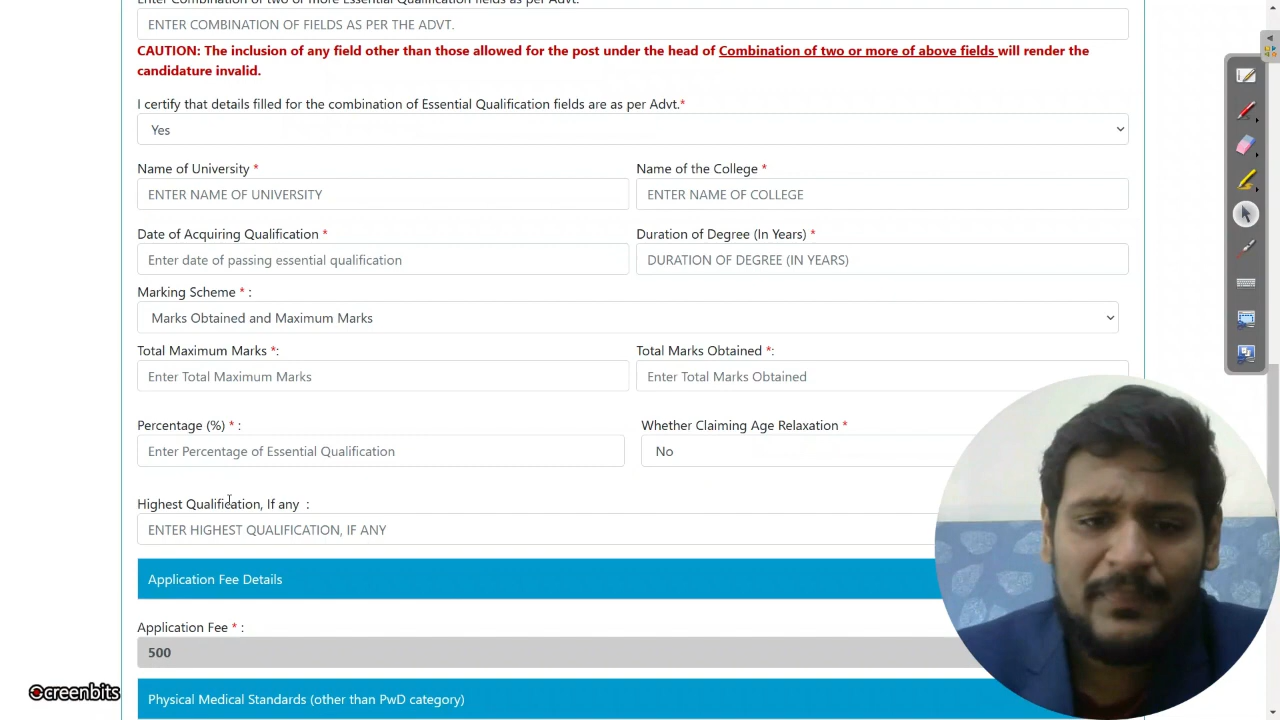 ENTER COMBINATION OF FIELDS AS PER THE ADVT.
CAUTION: The inclusion of any field other than those allowed for the post under the head of Combination of two or more of above fields will render the
candidature invalid.
I certify that details filled for the combination of Essential Qualification fields are as per Advt.*
Yes
Name of University *
Name of the College *
ENTER NAME OF UNIVERSITY
ENTER NAME OF COLLEGE
Date of Acquiring Qualification *
Duration of Degree (In Years) *
Enter date of passing essential qualification
DURATION OF DEGREE (IN YEARS)
Marking Scheme * :
Marks Obtained and Maximum Marks
Total Maximum Marks *:
Total Marks Obtained *:
Enter Total Maximum Marks
Enter Total Marks Obtained
Percentage (%) * :
Whether Claiming Age Relaxation *
Enter Percentage of Essential Qualification
No
Highest Qualification, If any :
ENTER HIGHEST QUALIFICATION, IF ANY
Application Fee Details
Application Fee * :
500
creenbits
Physical Medical Standards (other than PwD category)